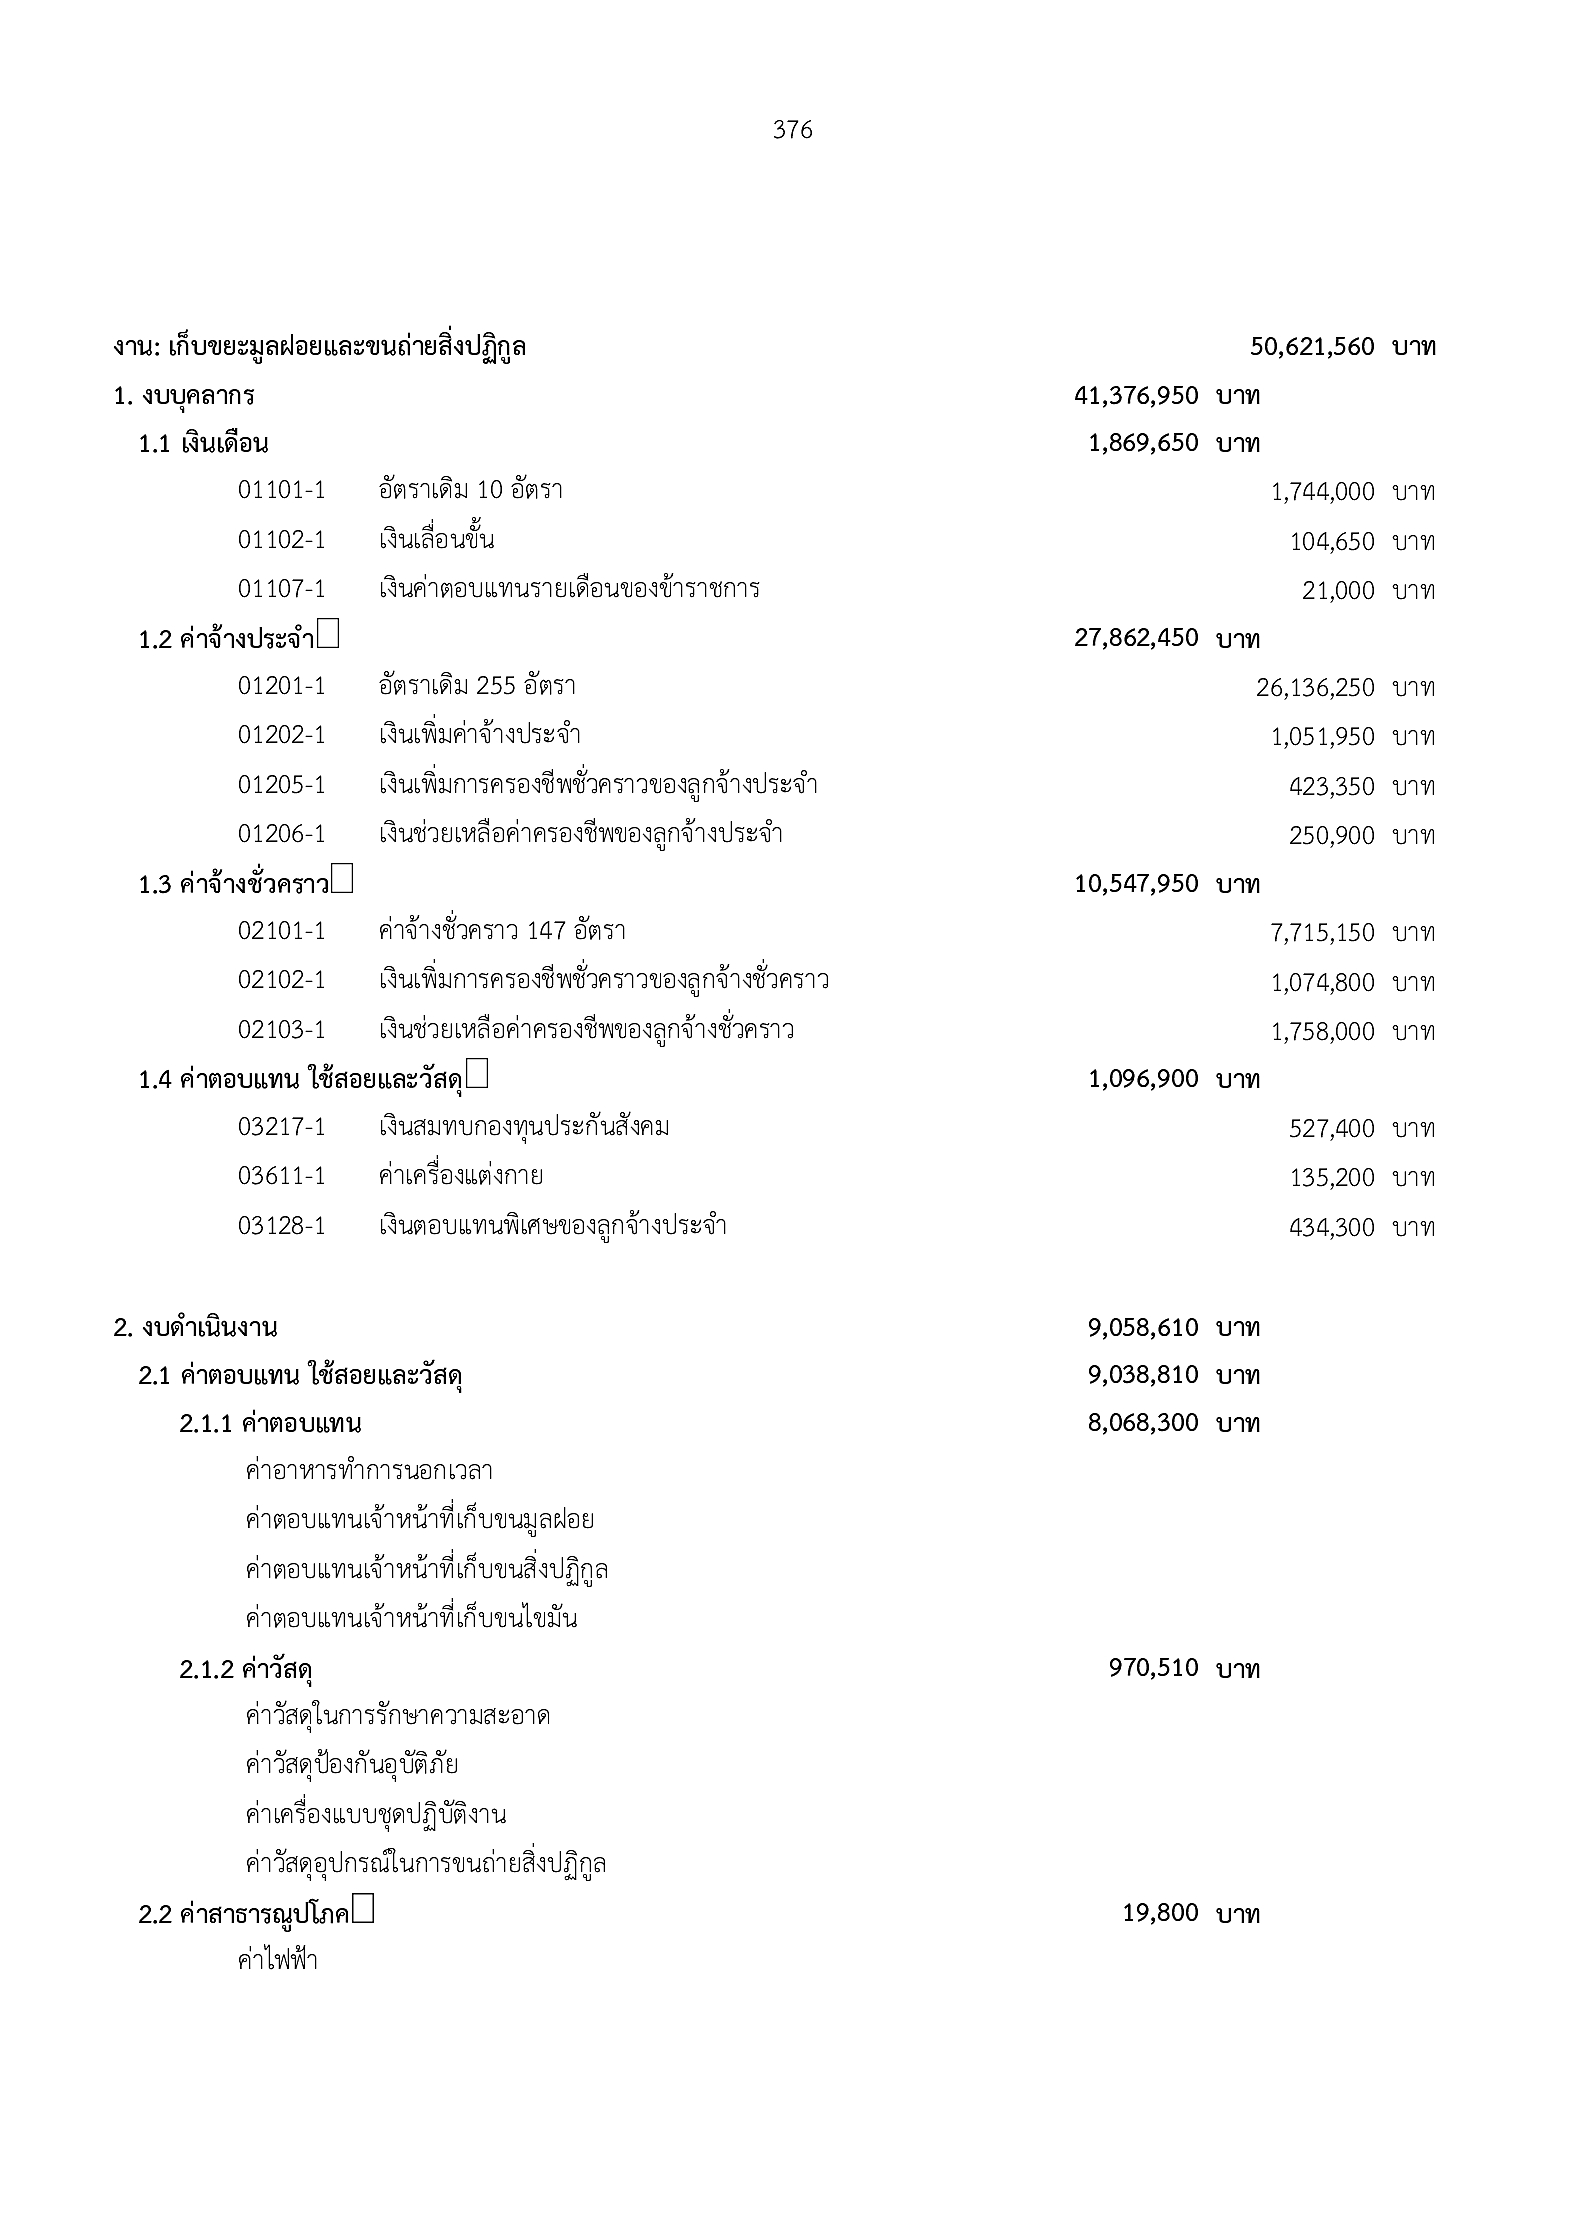 376
งาน: เก็บขยะมูลฝอยและขนถ่ายสิ่งปฏิกูล 50,621,560 บาท
1. งบบุคลากร 41,376,950 บาท
1.1 เงินเดือน 1,869,650 บาท
01101-1 อัตราเดิม 10 อัตรา 1,744,000 บาท
01102-1 เงินเลื่อนขั้น 104,650 บาท
01107-1 เงินค่าตอบแทนรายเดือนของข้าราชการ 21,000 บาท
1.2 ค่าจ้างประจำ 27,862,450 บาท
01201-1 อัตราเดิม 255 อัตรา 26,136,250 บาท
01202-1 เงินเพิ่มค่าจ้างประจำ 1,051,950 บาท
01205-1 เงินเพิ่มการครองชีพชั่วคราวของลูกจ้างประจำ 423,350 บาท
01206-1 เงินช่วยเหลือค่าครองชีพของลูกจ้างประจำ 250,900 บาท
1.3 ค่าจ้างชั่วคราว 10,547,950 บาท
02101-1 ค่าจ้างชั่วคราว 147 อัตรา 7,715,150 บาท
02102-1 เงินเพิ่มการครองชีพชั่วคราวของลูกจ้างชั่วคราว 1,074,800 บาท
02103-1 เงินช่วยเหลือค่าครองชีพของลูกจ้างชั่วคราว 1,758,000 บาท
1.4 ค่าตอบแทน ใช้สอยและวัสดุ 1,096,900 บาท
03217-1 เงินสมทบกองทุนประกันสังคม 527,400 บาท
03611-1 ค่าเครื่องแต่งกาย 135,200 บาท
03128-1 เงินตอบแทนพิเศษของลูกจ้างประจำ 434,300 บาท
2. งบดำเนินงาน 9,058,610 บาท
2.1 ค่าตอบแทน ใช้สอยและวัสดุ 9,038,810 บาท
2.1.1 ค่าตอบแทน 8,068,300 บาท
ค่าอาหารทำการนอกเวลา
ค่าตอบแทนเจ้าหน้าที่เก็บขนมูลฝอย
ค่าตอบแทนเจ้าหน้าที่เก็บขนสิ่งปฏิกูล
ค่าตอบแทนเจ้าหน้าที่เก็บขนไขมัน
2.1.2 ค่าวัสดุ 970,510 บาท
ค่าวัสดุในการรักษาความสะอาด
ค่าวัสดุป้องกันอุบัติภัย
ค่าเครื่องแบบชุดปฏิบัติงาน
ค่าวัสดุอุปกรณ์ในการขนถ่ายสิ่งปฏิกูล
2.2 ค่าสาธารณูปโภค 19,800 บาท
ค่าไฟฟ้า